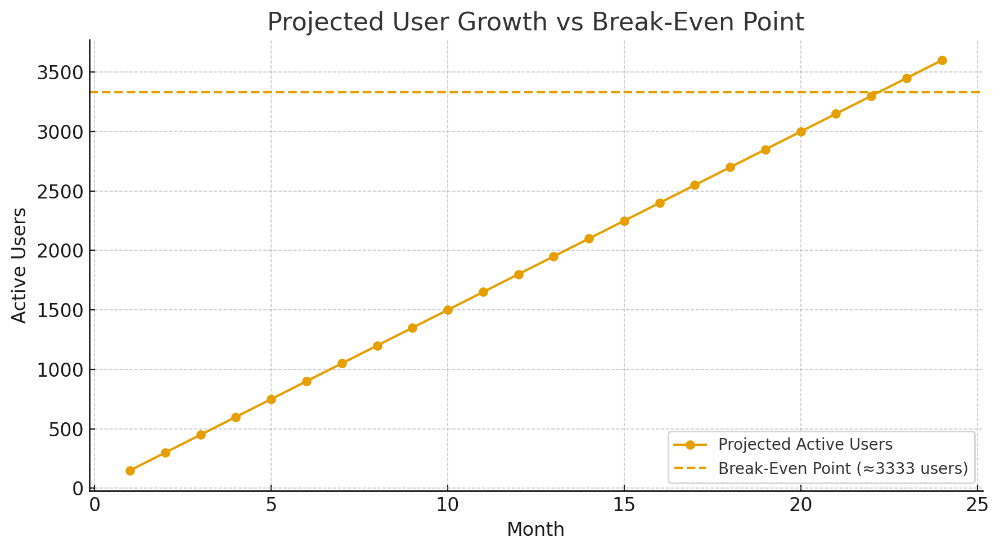 Projected User Growth vs Break-Even Point
3500
3000
2500
2000
1500
1000
500
0
Active Users
Projected Active Users
Break-Even Point (≈3333 users)
0 5 10 15 20 25
Month